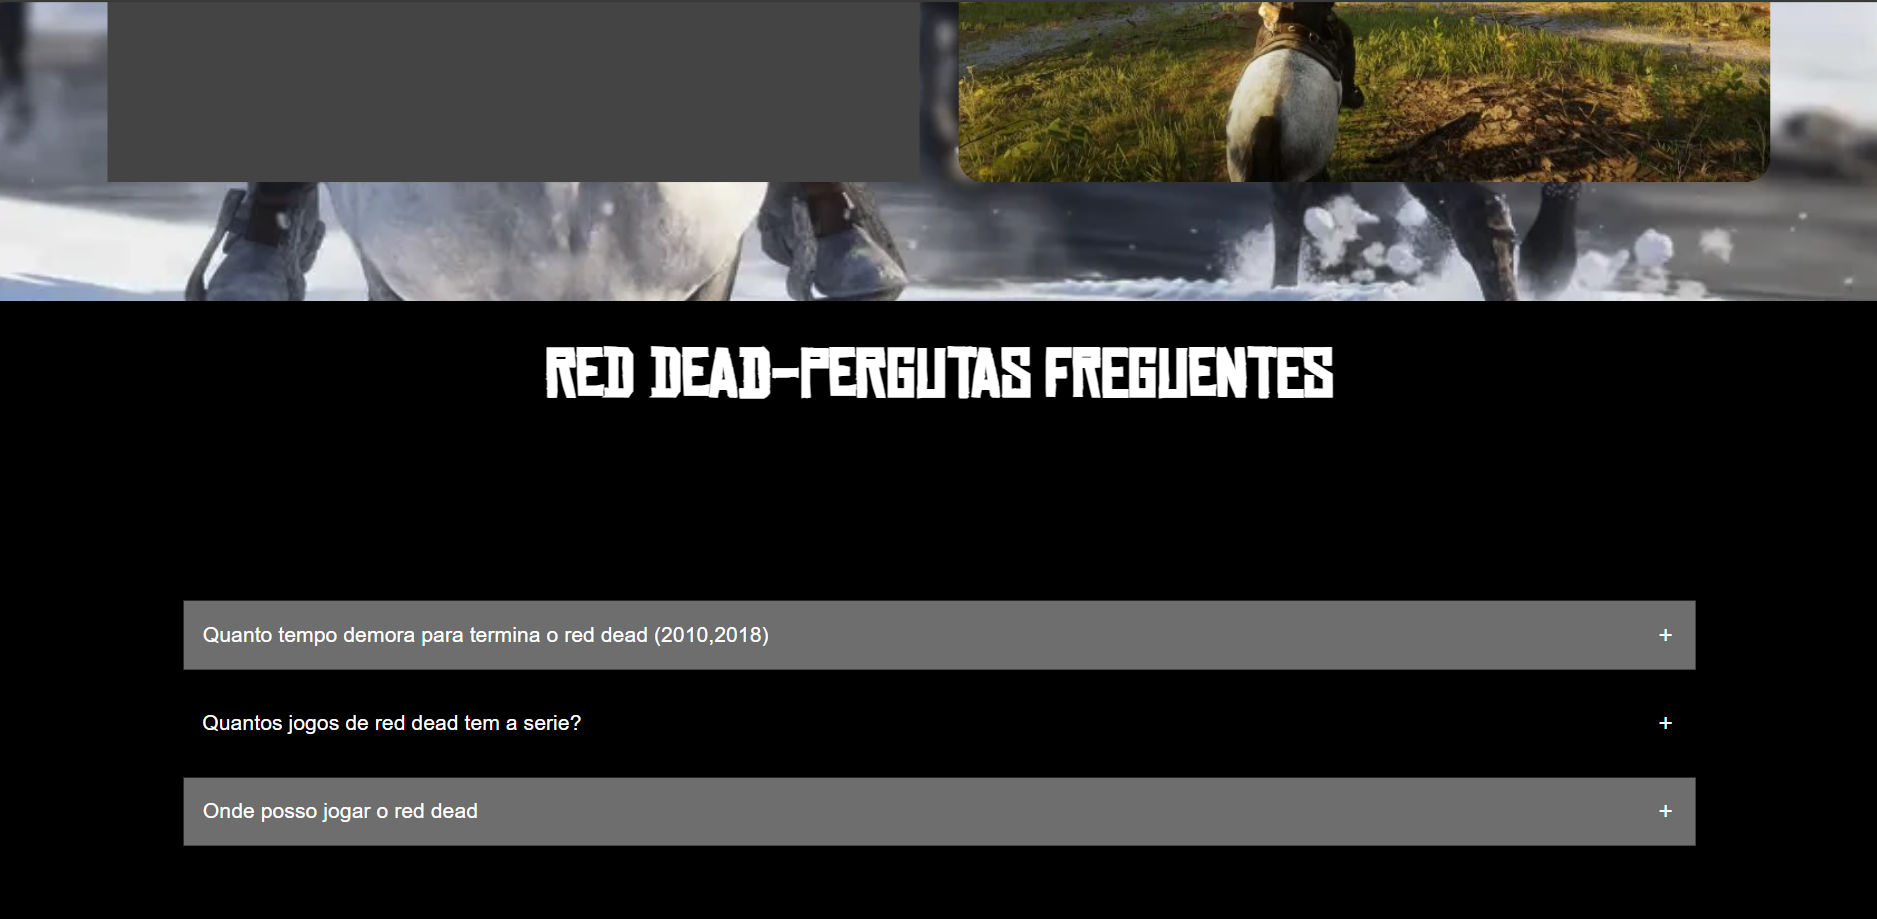 RED DEAD-PERGUTAS FREGUENTES
Quanto tempo demora para termina o red dead (2010,2018)
+
Quantos jogos de red dead tem a serie?
+
Onde posso jogar o red dead
+